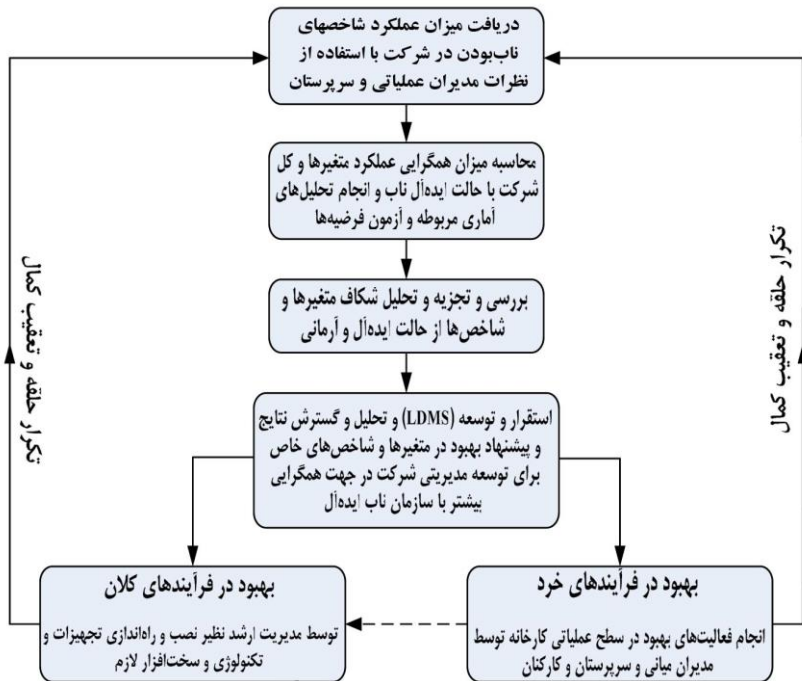 دریافت میزان عملکرد شاخصهای
ناب‌بودن در شرکت با استفاده از
نظرات مدیران عملیاتی و سرپرستان
محاسبه میزان همگرایی عملکرد متغیرها و کل
شرکت با حالت ایده‌آل ناب و انجام تحلیل‌های
آماری مربوطه و آزمون فرضیه‌ها
بررسی و تجزیه و تحلیل شکاف متغیرها و
شاخص‌ها از حالت ایده‌آل و آرمانی
استقرار و توسعه (LDMS) و تحلیل و گسترش نتایج
و پیشنهاد بهبود در متغیرها و شاخص‌های خاص
برای توسعه مدیریتی شرکت در جهت همگرایی
بیشتر با سازمان ناب ایده‌آل
بهبود در فرآیندهای خرد
انجام فعالیت‌های بهبود در سطح عملیاتی کارخانه توسط
مدیران میانی و سرپرستان و کارکنان
بهبود در فرآیندهای کلان
توسط مدیریت ارشد نظیر نصب و راه‌اندازی تجهیزات و
تکنولوژی و سخت‌افزار لازم
تکرار حلقه و تعقیب کمال
تکرار حلقه و تعقیب کمال